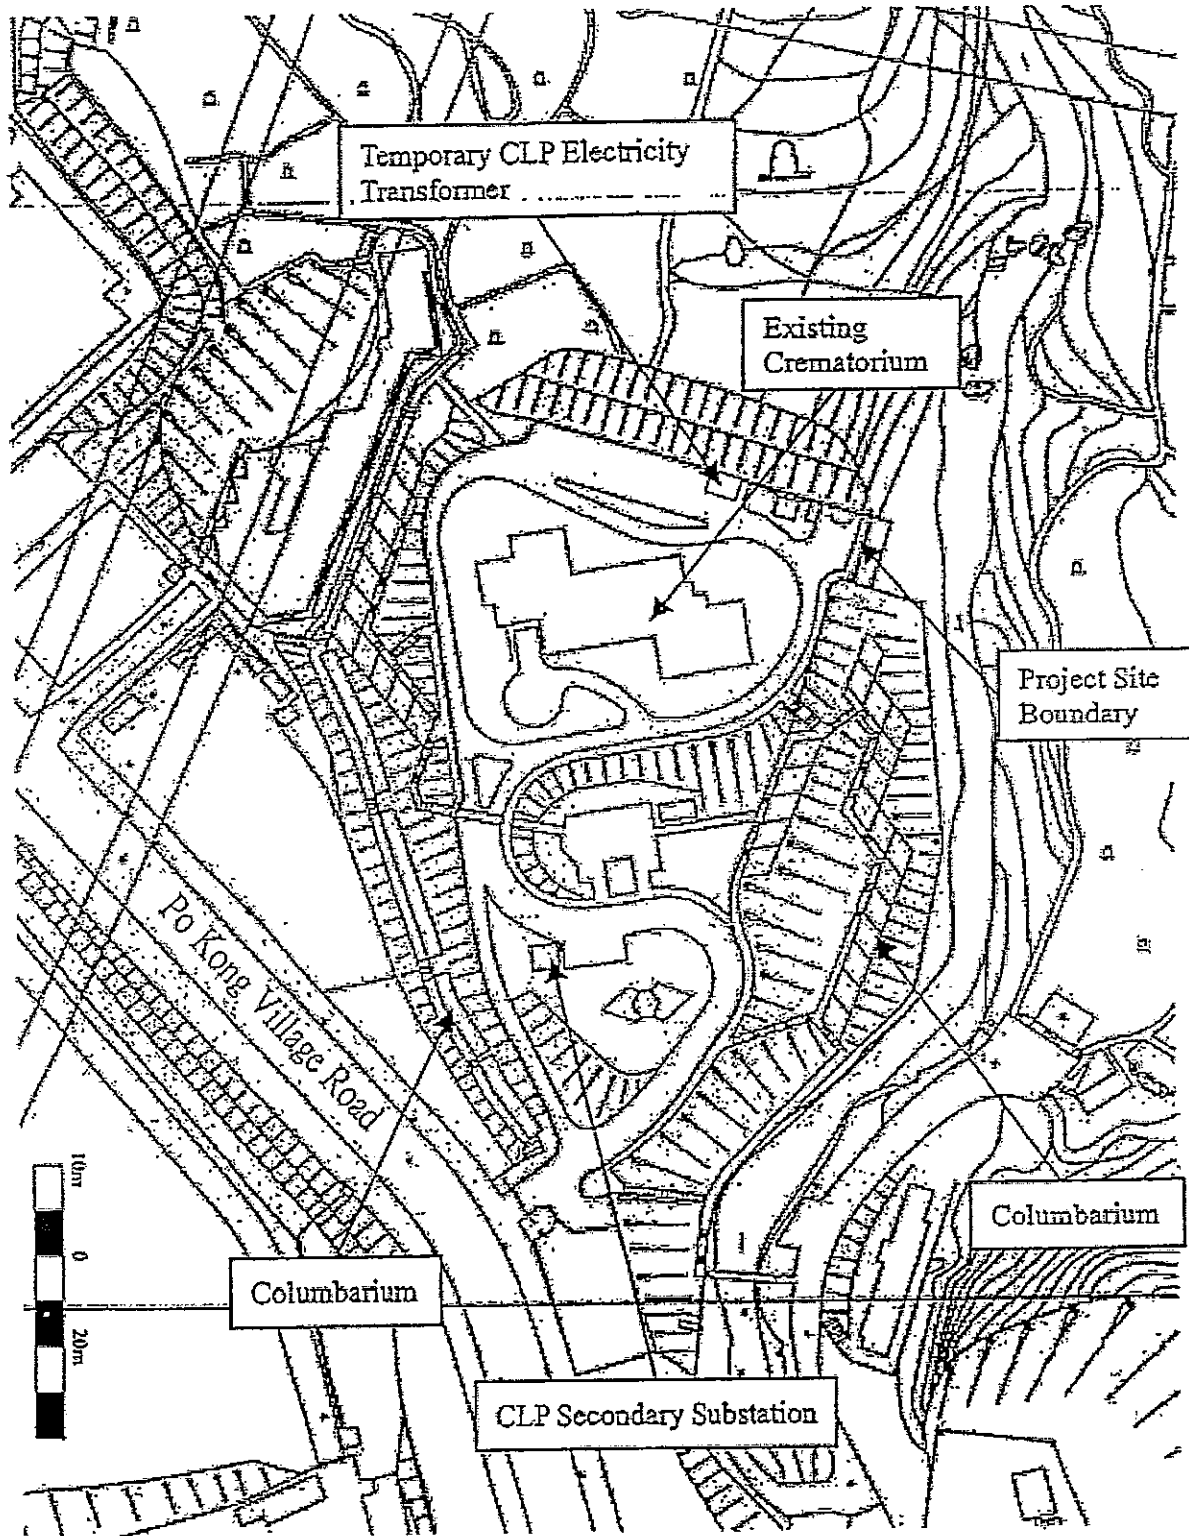 Temporary CLP Electricity
Transformer
Existing
Crematorium
Project Site
Boundary
Po Kong Village Road
10m
0
20m
Columbarium
Columbarium
CLP Secondary Substation